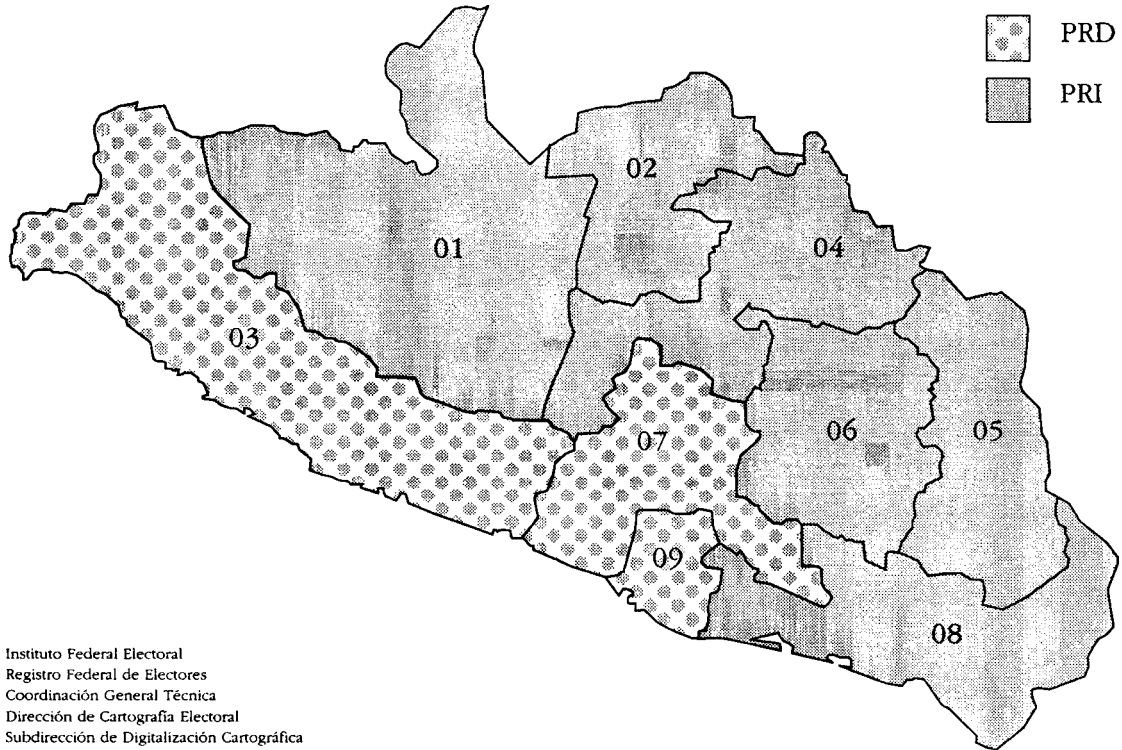 PRD
PRI
02
01
04
03
07
06
05
09
08
Instituto Federal Electoral
Registro Federal de Electores
Coordinación General Técnica
Dirección de Cartografía Electoral
Subdirección de Digitalización Cartográfica